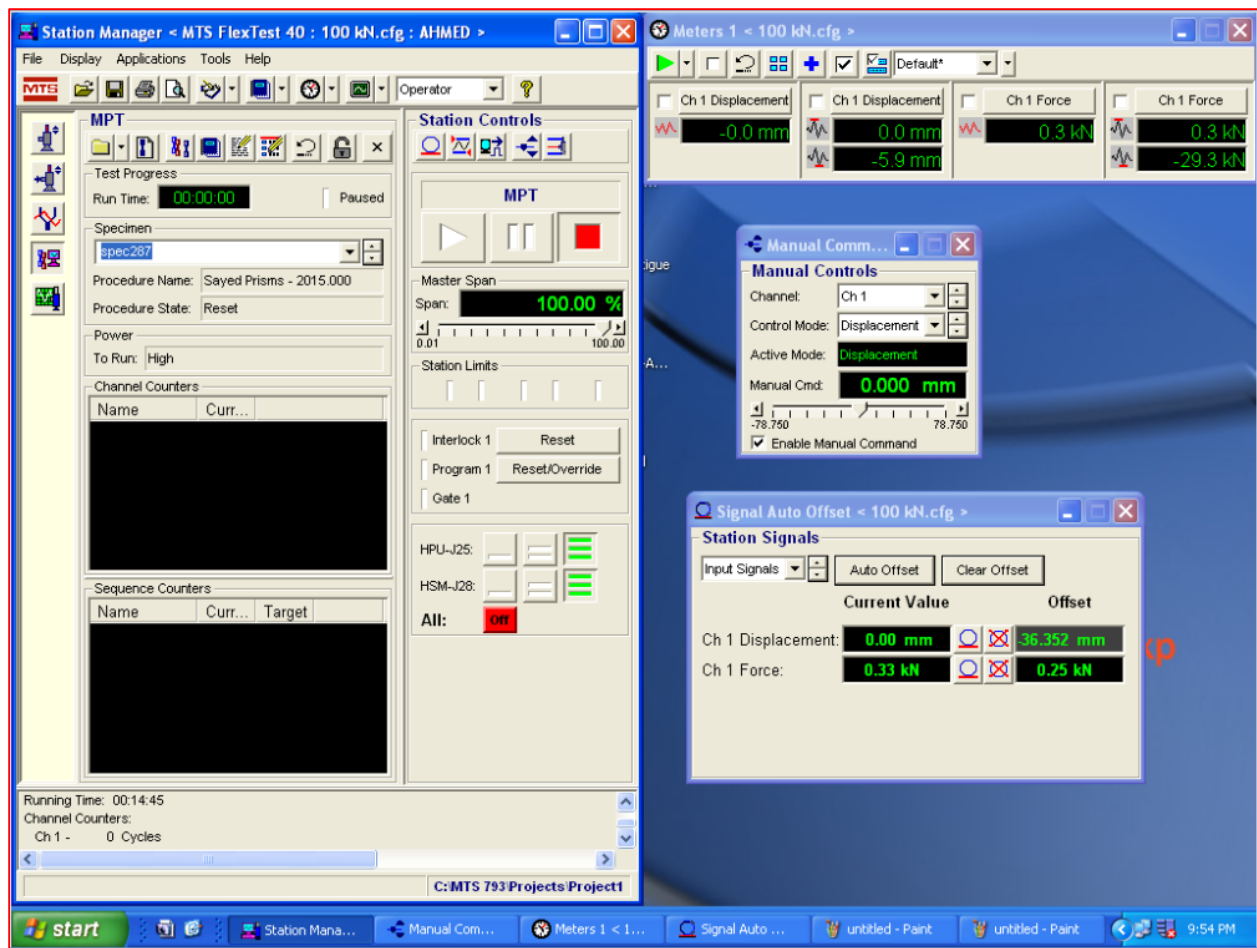 Station Manager < MTS FlexTest 40 : 100 kN.cfg : AHMED >
File Display Applications Tools Help
MTS
Operator
MPT
Test Progress
Run Time: 00:00:00 Paused
Specimen
spec287
Procedure Name: Sayed Prisms - 2015.000
Procedure State: Reset
Power
To Run: High
Channel Counters
Name Curr...
Sequence Counters
Name Curr... Target
Station Controls
MPT
Master Span
Span: 100.00 %
0.01 100.00
Station Limits
Interlock 1 Reset
Program 1 Reset/Override
Gate 1
HPU-J25:
HSM-J28:
All: Off
Running Time: 00:14:45
Channel Counters:
Ch 1 - 0 Cycles
C:\MTS 793\Projects\Project1
Meters 1 < 100 kN.cfg >
Default*
Ch 1 Displacement Ch 1 Displacement Ch 1 Force Ch 1 Force
-0.0 mm 0.0 mm 0.3 kN 0.3 kN
-5.9 mm -29.3 kN
Manual Comm...
Manual Controls
Channel: Ch 1
Control Mode: Displacement
Active Mode: Displacement
Manual Cmd: 0.000 mm
-78.750 78.750
Enable Manual Command
Signal Auto Offset < 100 kN.cfg >
Station Signals
Input Signals Auto Offset Clear Offset
Current Value Offset
Ch 1 Displacement: 0.00 mm -36.352 mm
Ch 1 Force: 0.33 kN 0.25 kN
start Station Mana... Manual Com... Meters 1 < 1... Signal Auto ... untitled - Paint untitled - Paint 9:54 PM